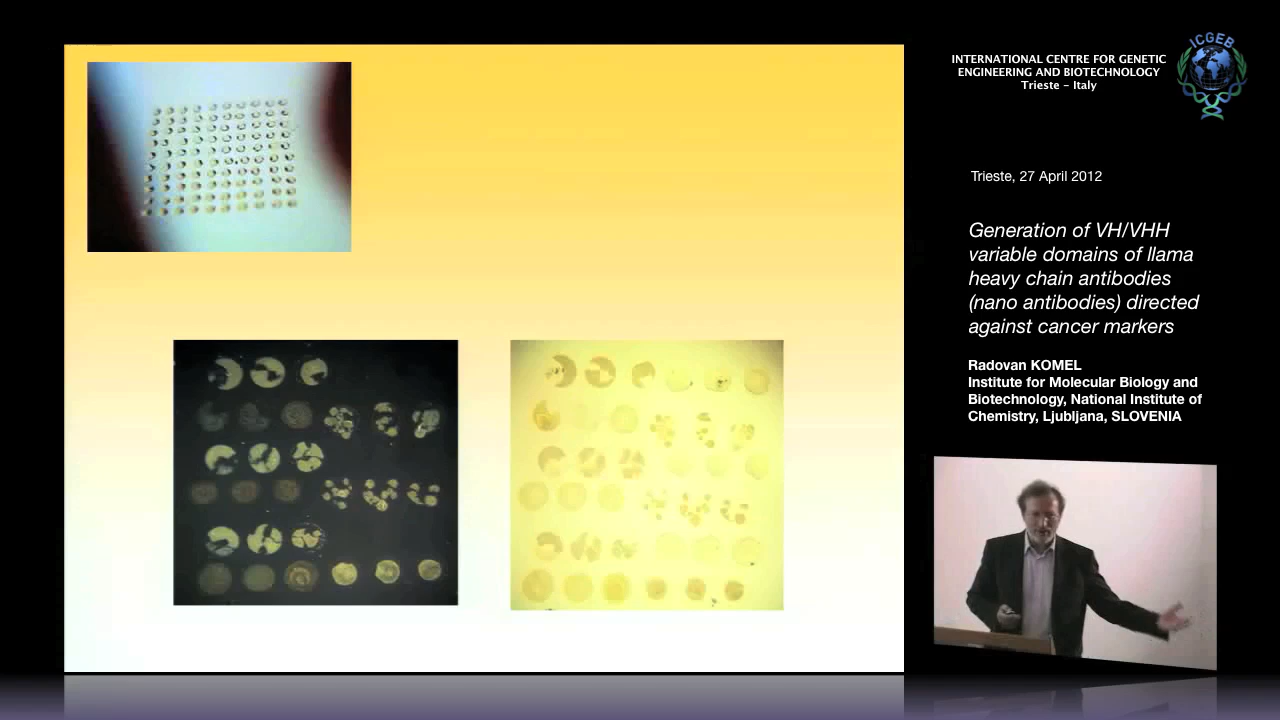 INTERNATIONAL CENTRE FOR GENETIC
ENGINEERING AND BIOTECHNOLOGY
Trieste - Italy
ICGEB
Trieste, 27 April 2012
Generation of VH/VHH
variable domains of llama
heavy chain antibodies
(nano antibodies) directed
against cancer markers
Radovan KOMEL
Institute for Molecular Biology and
Biotechnology, National Institute of
Chemistry, Ljubljana, SLOVENIA